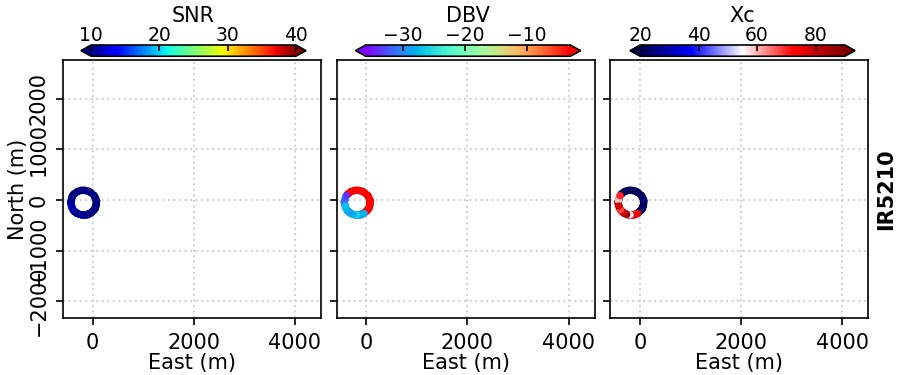 SNR DBV Xc
10 20 30 40 −30 −20 −10 20 40 60 80
North (m)
2000
1000
0
−1000
−2000
IR5210
0 2000 4000 0 2000 4000 0 2000 4000
East (m) East (m) East (m)